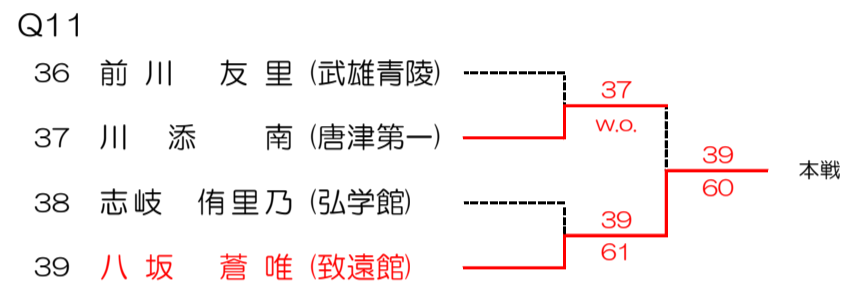 Q11
36 前川 友里 (武雄青陵)
37 川添 南 (唐津第一)
38 志岐 侑里乃 (弘学館)
39 八坂 蒼唯 (致遠館)
37
w.o.
39
61
39
60
本戦